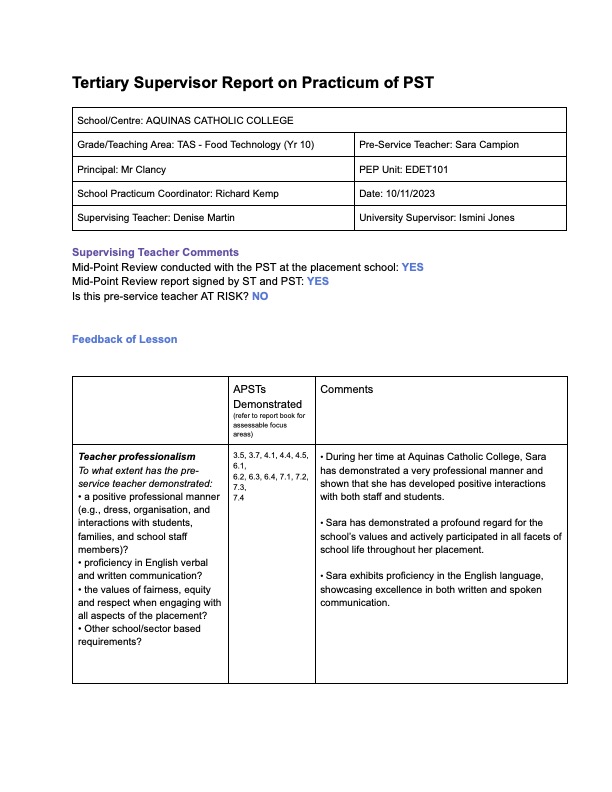 Tertiary Supervisor Report on Practicum of PST
School/Centre: AQUINAS CATHOLIC COLLEGE
Grade/Teaching Area: TAS - Food Technology (Yr 10)
Pre-Service Teacher: Sara Campion
Principal: Mr Clancy
PEP Unit: EDET101
School Practicum Coordinator: Richard Kemp
Date: 10/11/2023
Supervising Teacher: Denise Martin
University Supervisor: Ismini Jones
Supervising Teacher Comments
Mid-Point Review conducted with the PST at the placement school: YES
Mid-Point Review report signed by ST and PST: YES
Is this pre-service teacher AT RISK? NO
Feedback of Lesson
APSTs
Demonstrated
(refer to report book for
assessable focus
areas)
Comments
Teacher professionalism
To what extent has the pre-
service teacher demonstrated:
• a positive professional manner
(e.g., dress, organisation, and
interactions with students,
families, and school staff
members)?
• proficiency in English verbal
and written communication?
• the values of fairness, equity
and respect when engaging with
all aspects of the placement?
• Other school/sector based
requirements?
3.5, 3.7, 4.1, 4.4, 4.5,
6.1,
6.2, 6.3, 6.4, 7.1, 7.2,
7.3,
7.4
• During her time at Aquinas Catholic College, Sara
has demonstrated a very professional manner and
shown that she has developed positive interactions
with both staff and students.
• Sara has demonstrated a profound regard for the
school's values and actively participated in all facets of
school life throughout her placement.
• Sara exhibits proficiency in the English language,
showcasing excellence in both written and spoken
communication.